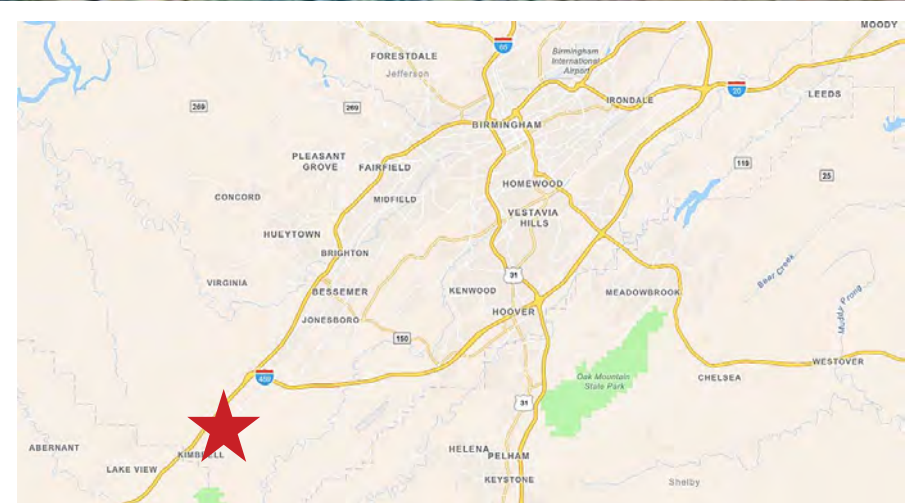 MOODY
65
FORESTDALE
Jefferson
Birmingham
International
Airport
20
LEEDS
IRONDALE
269
269
BIRMINGHAM
PLEASANT
GROVE
FAIRFIELD
119
25
HOMEWOOD
CONCORD
MIDFIELD
VESTAVIA
HILLS
HUEYTOWN
BRIGHTON
31
VIRGINIA
BESSEMER
KENWOOD
MEADOWBROOK
Bear Creek
Muddy Prong
JONESBORO
HOOVER
150
WESTOVER
459
Oak Mountain
State Park
CHELSEA
31
ABERNANT
HELENA
PELHAM
KIMBRELL
LAKE VIEW
KEYSTONE
Shelby